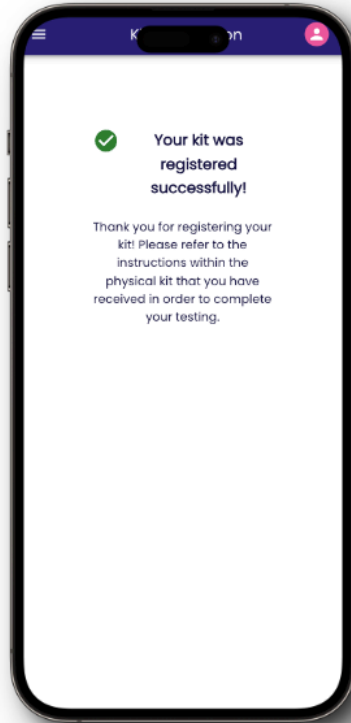 Your kit was
registered
successfully!
Thank you for registering your
kit! Please refer to the
instructions within the
physical kit that you have
received in order to complete
your testing.